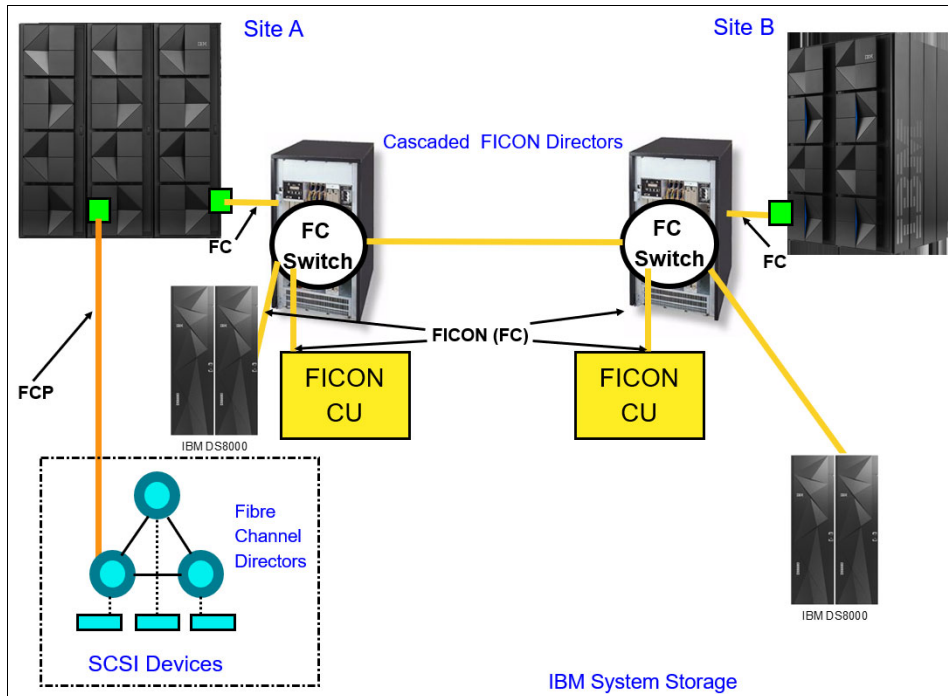 Site A
Site B
IBM
Cascaded FICON Directors
FC
Switch
FC
Switch
FC
FC
FICON (FC)
FCP
FICON
CU
FICON
CU
IBM DS8000
Fibre
Channel
Directors
SCSI Devices
IBM DS8000
IBM System Storage